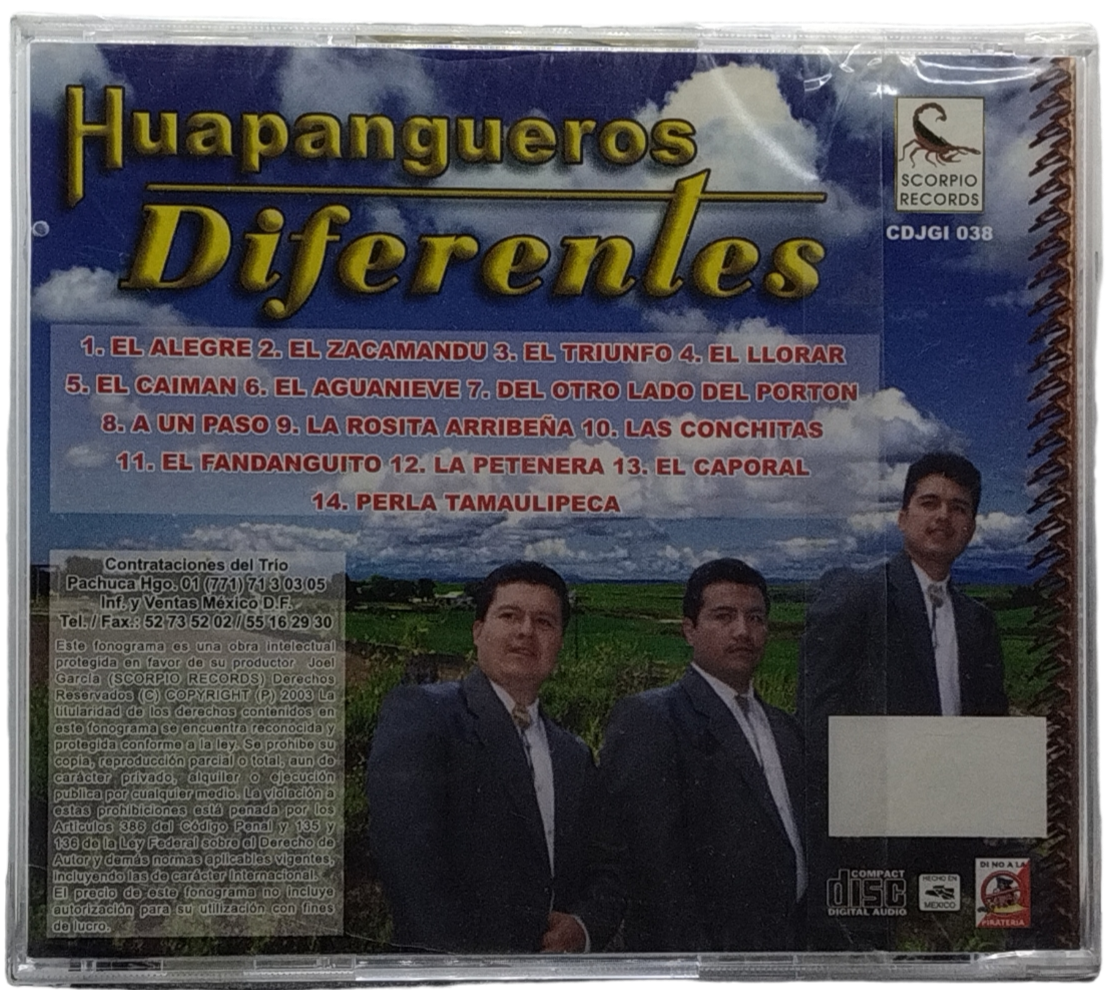 Huapangueros
Diferentes
SCORPIO
RECORDS
CDJGI 038
1. EL ALEGRE 2. EL ZACAMANDU 3. EL TRIUNFO 4. EL LLORAR
5. EL CAIMAN 6. EL AGUANIEVE 7. DEL OTRO LADO DEL PORTON
8. A UN PASO 9. LA ROSITA ARRIBEÑA 10. LAS CONCHITAS
11. EL FANDANGUITO 12. LA PETENERA 13. EL CAPORAL
14. PERLA TAMAULIPECA
Contrataciones del Trío
Pachuca Hgo. 01 (771) 71 3 03 05
Inf. y Ventas México D.F.
Tel. / Fax.: 52 73 52 02 / 55 16 29 30
Este fonograma es una obra intelectual
protegida en favor de su productor Joel
García (SCORPIO RECORDS) Derechos
Reservados (C) COPYRIGHT (P) 2003 La
titularidad de los derechos contenidos en
este fonograma se encuentra reconocida y
protegida conforme a la ley. Se prohibe su
copia, reproducción parcial o total, aun de
carácter privado, alquiler o ejecución
publica por cualquier medio. La violación a
estas prohibiciones está penada por los
Artículos 386 del Código Penal y 135 y
136 de la Ley Federal sobre el Derecho de
Autor y demás normas aplicables vigentes,
incluyendo las de carácter Internacional.
El precio de este fonograma no incluye
autorización para su utilización con fines
de lucro.
COMPACT
disc
DIGITAL AUDIO
HECHO EN
MEXICO
DI NO A LA
PIRATERIA